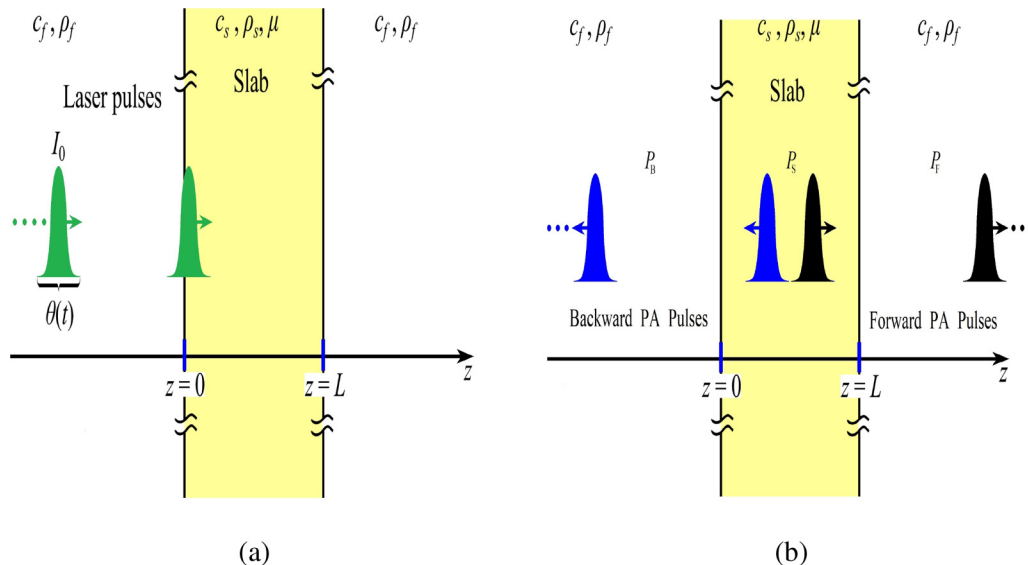 c_f, ρ_f
c_s, ρ_s, μ
c_f, ρ_f
Slab
Laser pulses
I_0
θ(t)
z = 0
z = L
z
(a)
c_f, ρ_f
c_s, ρ_s, μ
c_f, ρ_f
Slab
P_B
P_S
P_F
Backward PA Pulses
Forward PA Pulses
z = 0
z = L
z
(b)